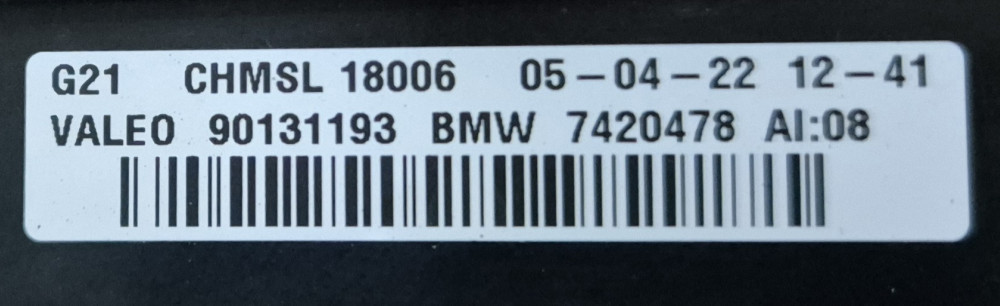 G21 CHMSL 18006 05-04-22 12-41
VALEO 90131193 BMW 7420478 AI:08